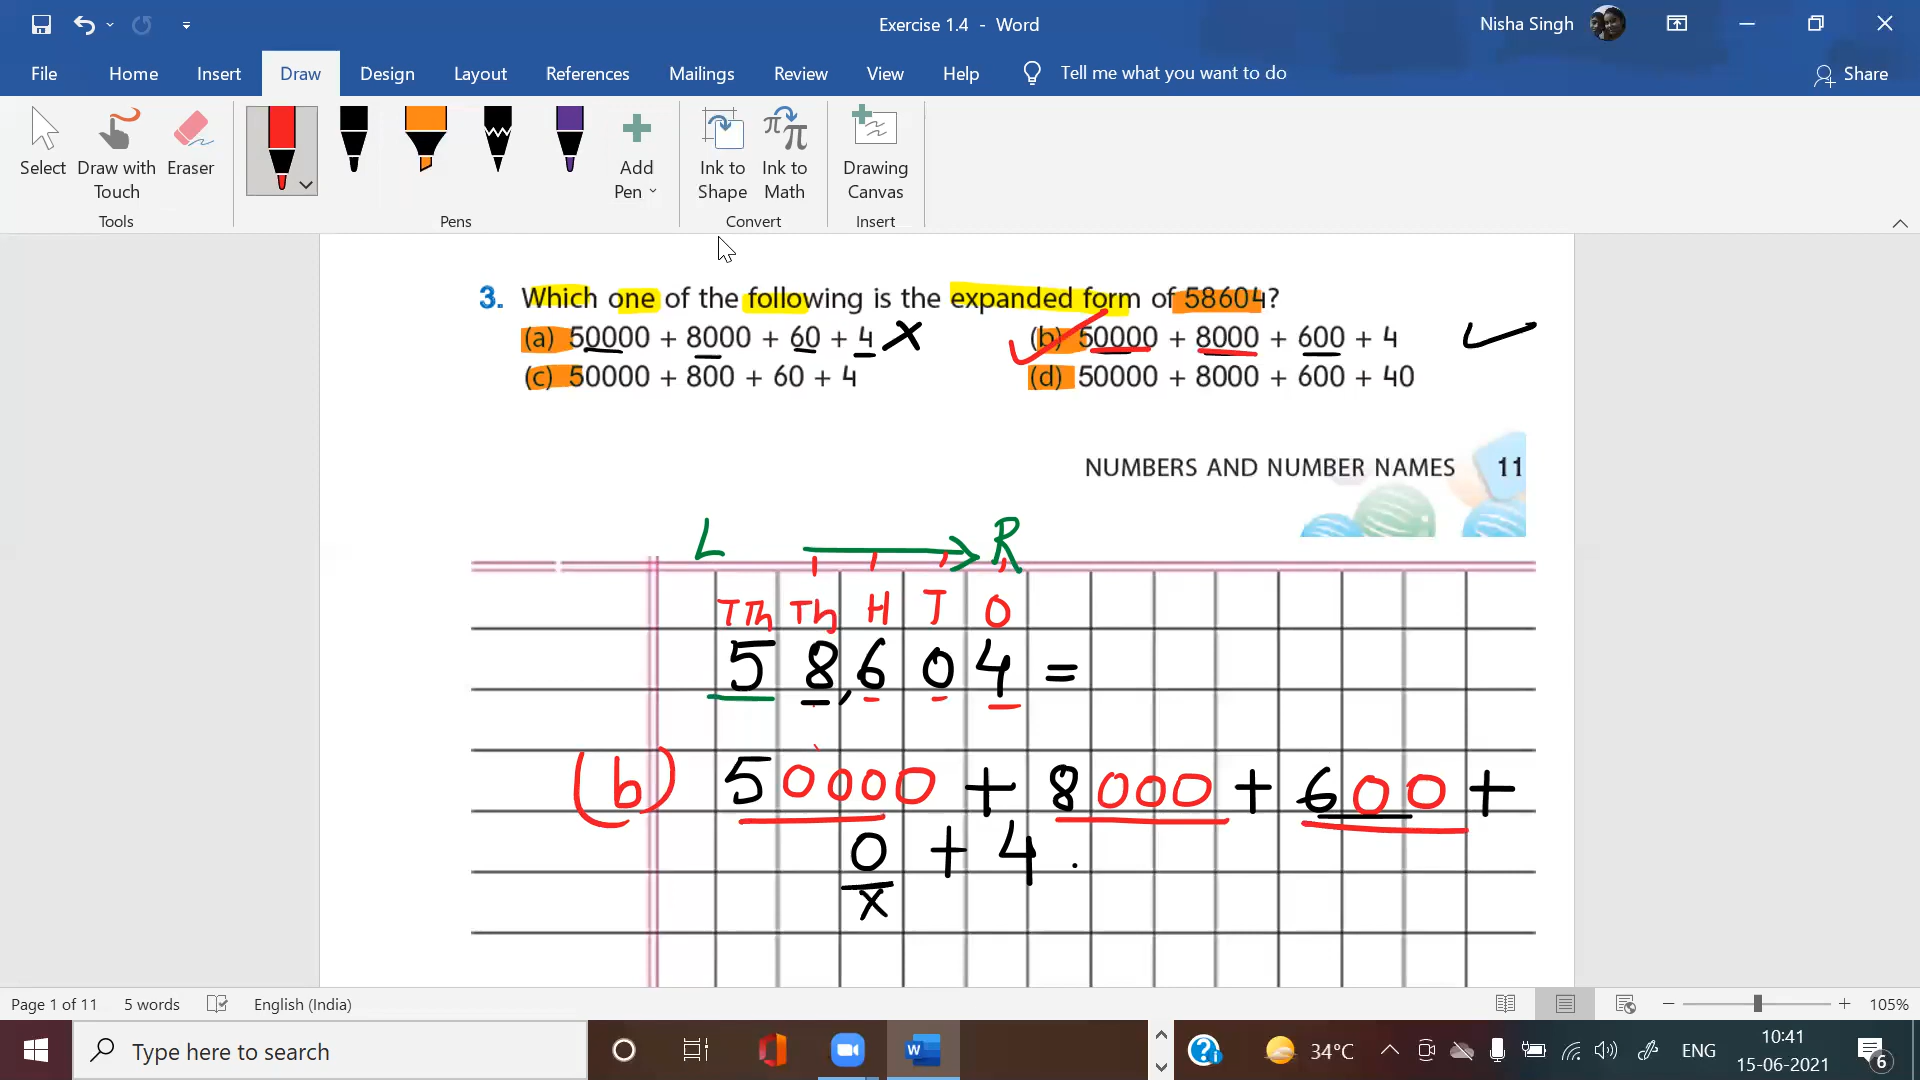 Exercise 1.4 - Word
Nisha Singh
File Home Insert Draw Design Layout References Mailings Review View Help Tell me what you want to do Share
Select Draw with Touch Eraser Add Pen Ink to Shape Ink to Math Drawing Canvas
Tools Pens Convert Insert
3. Which one of the following is the expanded form of 58604?
(a) 50000 + 8000 + 60 + 4 X (b) 50000 + 8000 + 600 + 4
(c) 50000 + 800 + 60 + 4 (d) 50000 + 8000 + 600 + 40
NUMBERS AND NUMBER NAMES 11
L R
TTh Th H T O
58,604 =
(b) 50000 + 8000 + 600 +
0 + 4
X
Page 1 of 11 5 words English (India) 105%
Type here to search 34°C ENG 10:41
15-06-2021 6